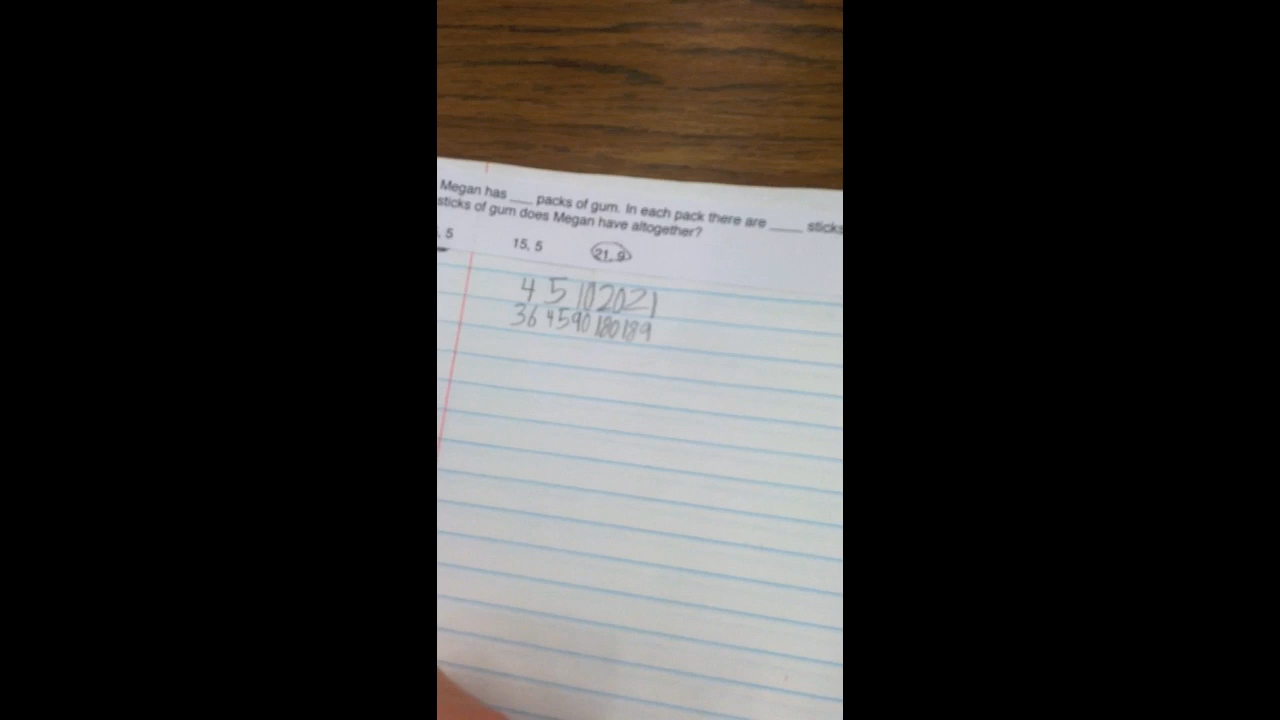 Megan has ___ packs of gum. In each pack there are ____ sticks
sticks of gum does Megan have altogether?
, 5 15, 5 21, 9
4 5 10 20 21
36 45 90 180 189